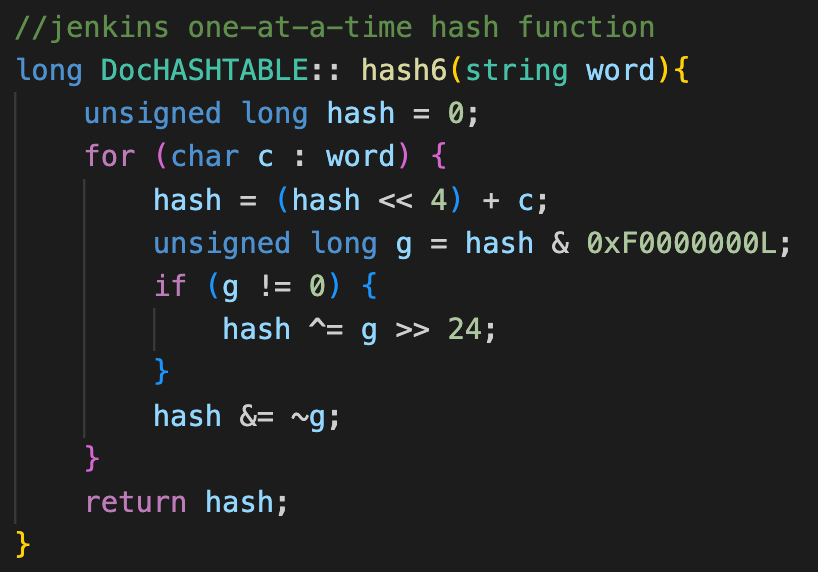 //jenkins one-at-a-time hash function
long DocHASHTABLE:: hash6(string word){
    unsigned long hash = 0;
    for (char c : word) {
        hash = (hash << 4) + c;
        unsigned long g = hash & 0xF0000000L;
        if (g != 0) {
            hash ^= g >> 24;
        }
        hash &= ~g;
    }
    return hash;
}